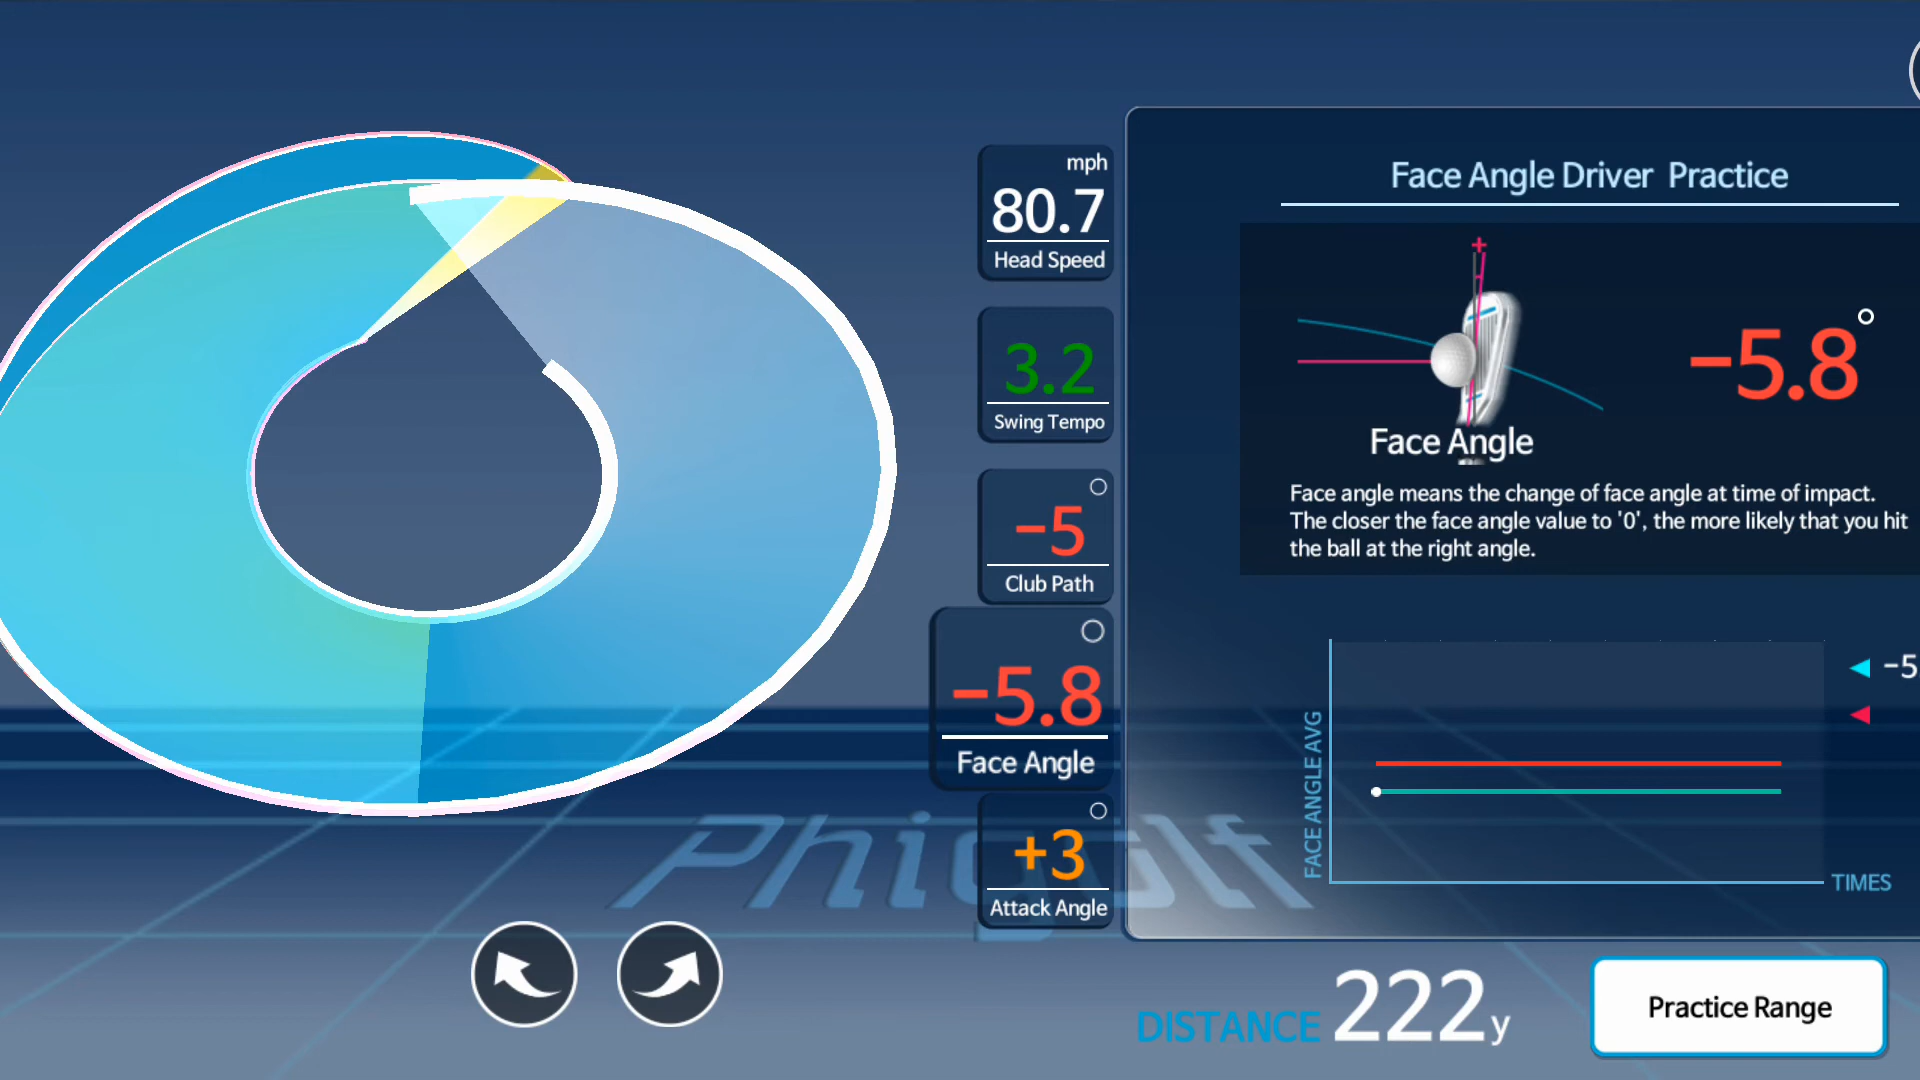 mph
80.7
Head Speed
3.2
Swing Tempo
-5
Club Path
-5.8
Face Angle
+3
Attack Angle
Face Angle Driver Practice
+
-5.8
Face Angle
Face angle means the change of face angle at time of impact.
The closer the face angle value to '0', the more likely that you hit
the ball at the right angle.
FACE ANGLE AVG
-5
TIMES
Phigolf
DISTANCE 222y
Practice Range